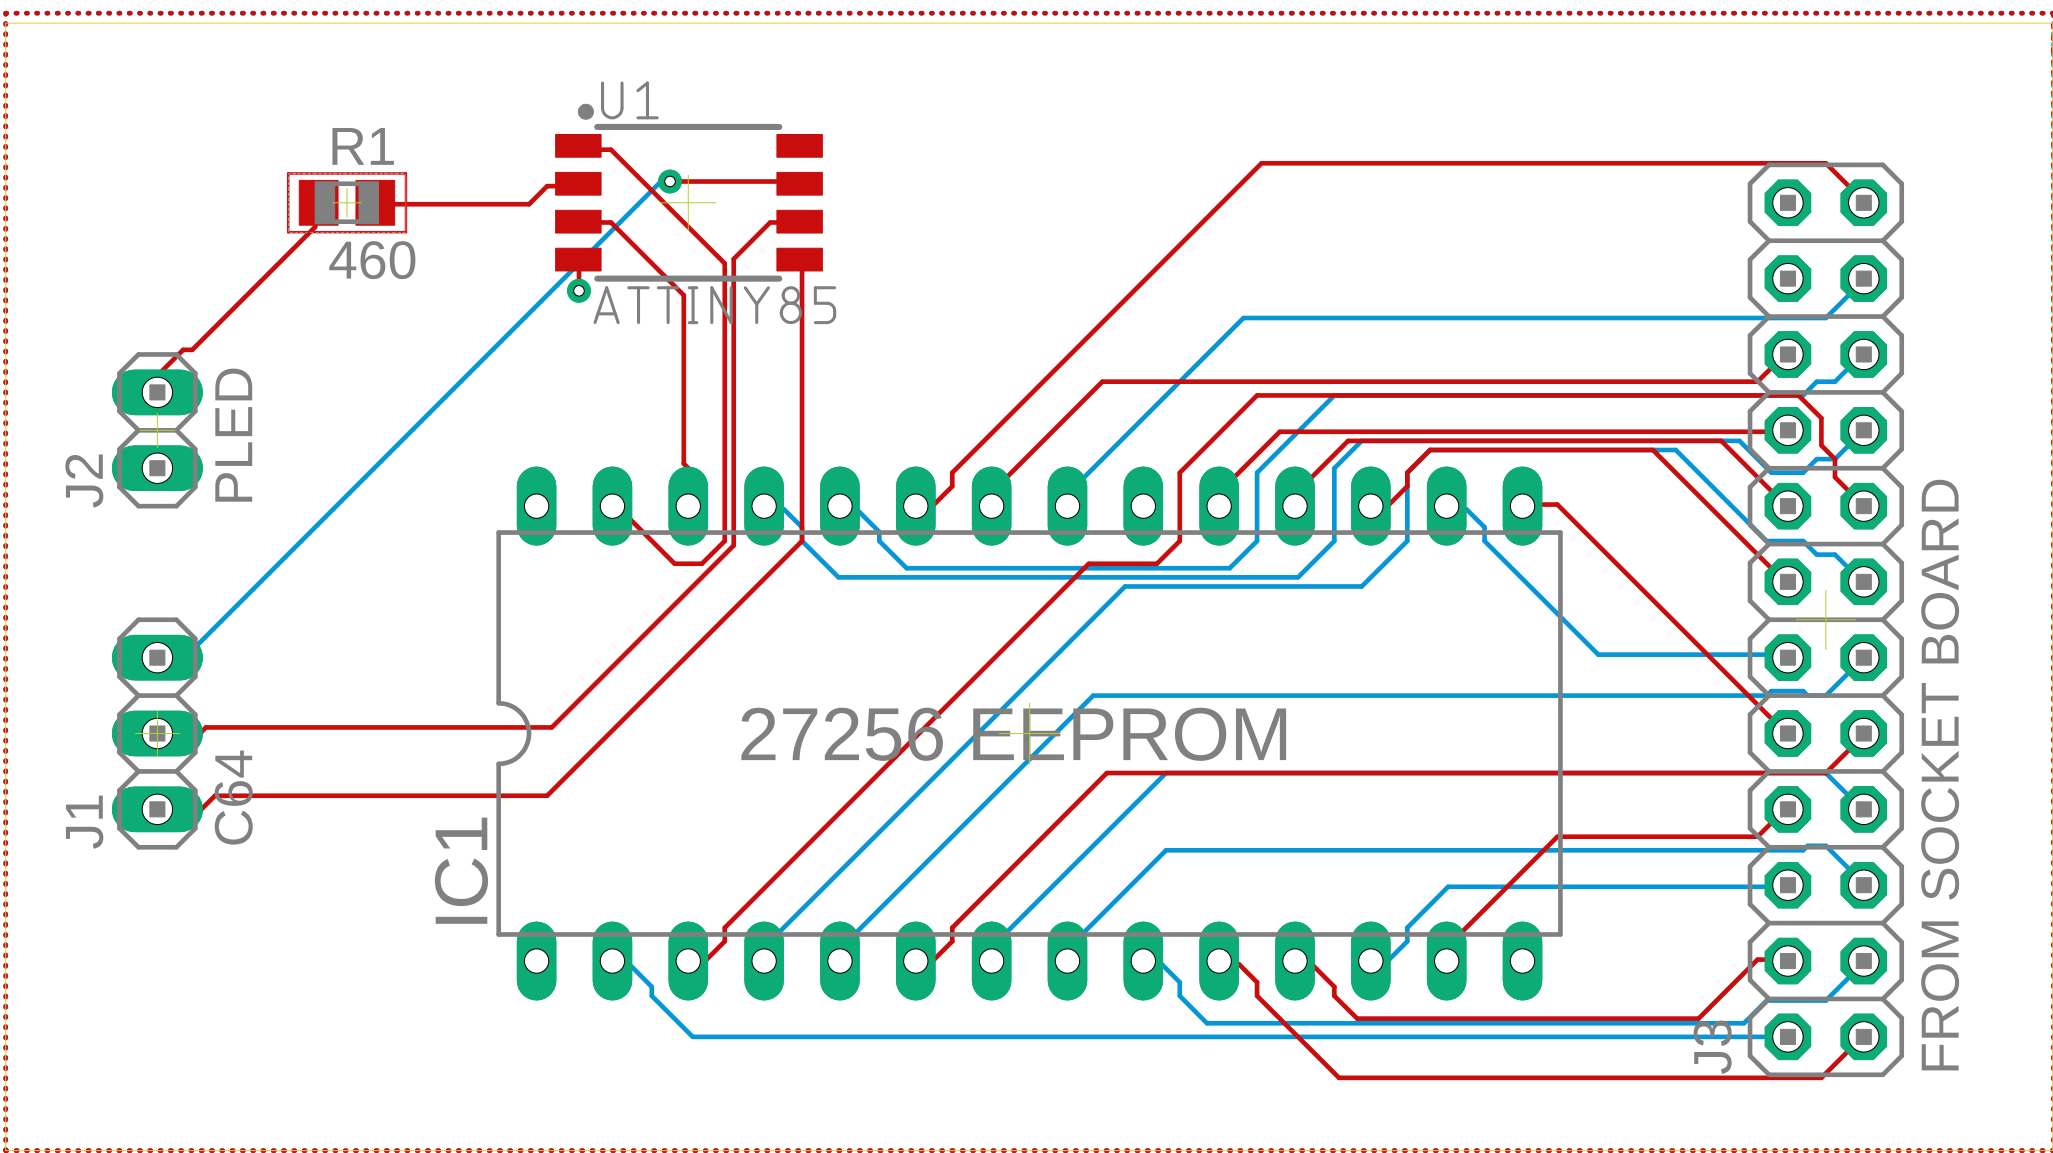 U1
R1
460
ATTINY85
J2
PLED
J1
C64
IC1
27256 EEPROM
J3
FROM SOCKET BOARD